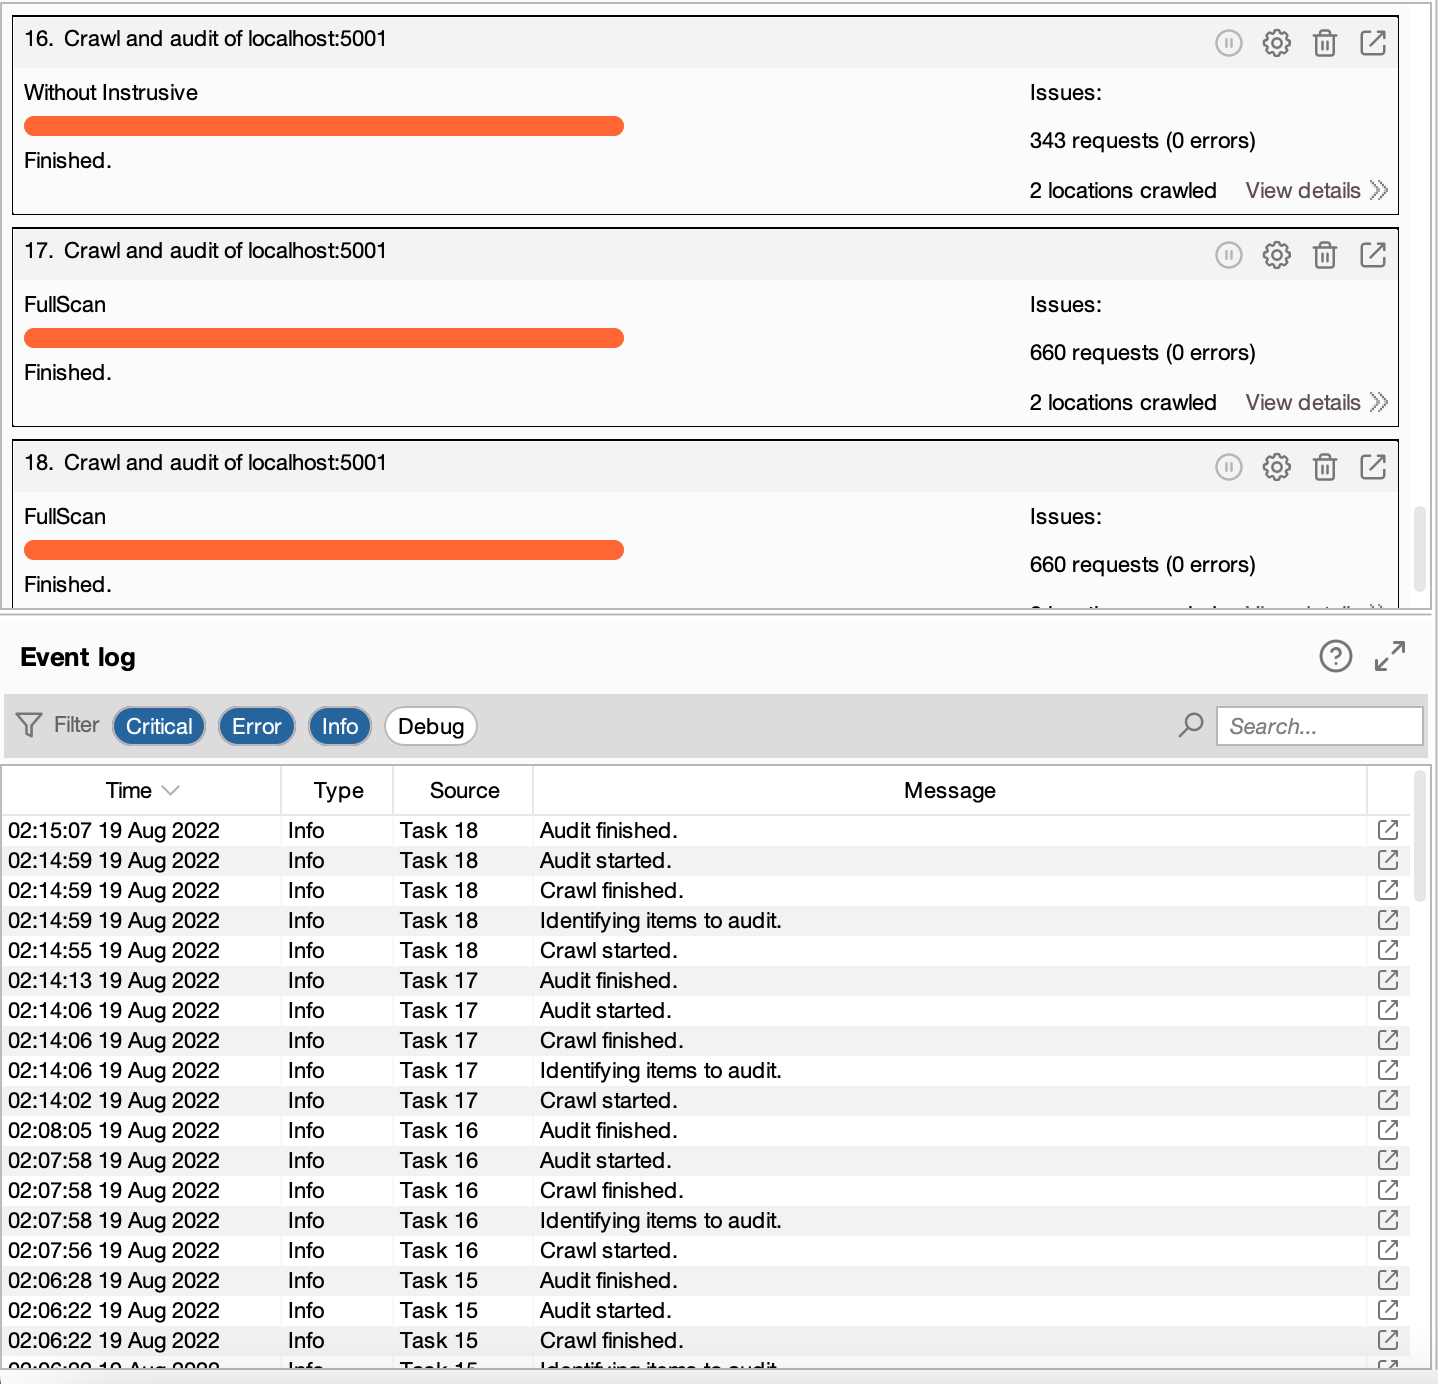 16. Crawl and audit of localhost:5001
Without Instrusive
Issues:
343 requests (0 errors)
Finished.
2 locations crawled View details
17. Crawl and audit of localhost:5001
FullScan
Issues:
660 requests (0 errors)
Finished.
2 locations crawled View details
18. Crawl and audit of localhost:5001
FullScan
Issues:
660 requests (0 errors)
Finished.
Event log
Filter Critical Error Info Debug Search...
Time Type Source Message
02:15:07 19 Aug 2022 Info Task 18 Audit finished.
02:14:59 19 Aug 2022 Info Task 18 Audit started.
02:14:59 19 Aug 2022 Info Task 18 Crawl finished.
02:14:59 19 Aug 2022 Info Task 18 Identifying items to audit.
02:14:55 19 Aug 2022 Info Task 18 Crawl started.
02:14:13 19 Aug 2022 Info Task 17 Audit finished.
02:14:06 19 Aug 2022 Info Task 17 Audit started.
02:14:06 19 Aug 2022 Info Task 17 Crawl finished.
02:14:06 19 Aug 2022 Info Task 17 Identifying items to audit.
02:14:02 19 Aug 2022 Info Task 17 Crawl started.
02:08:05 19 Aug 2022 Info Task 16 Audit finished.
02:07:58 19 Aug 2022 Info Task 16 Audit started.
02:07:58 19 Aug 2022 Info Task 16 Crawl finished.
02:07:58 19 Aug 2022 Info Task 16 Identifying items to audit.
02:07:56 19 Aug 2022 Info Task 16 Crawl started.
02:06:28 19 Aug 2022 Info Task 15 Audit finished.
02:06:22 19 Aug 2022 Info Task 15 Audit started.
02:06:22 19 Aug 2022 Info Task 15 Crawl finished.